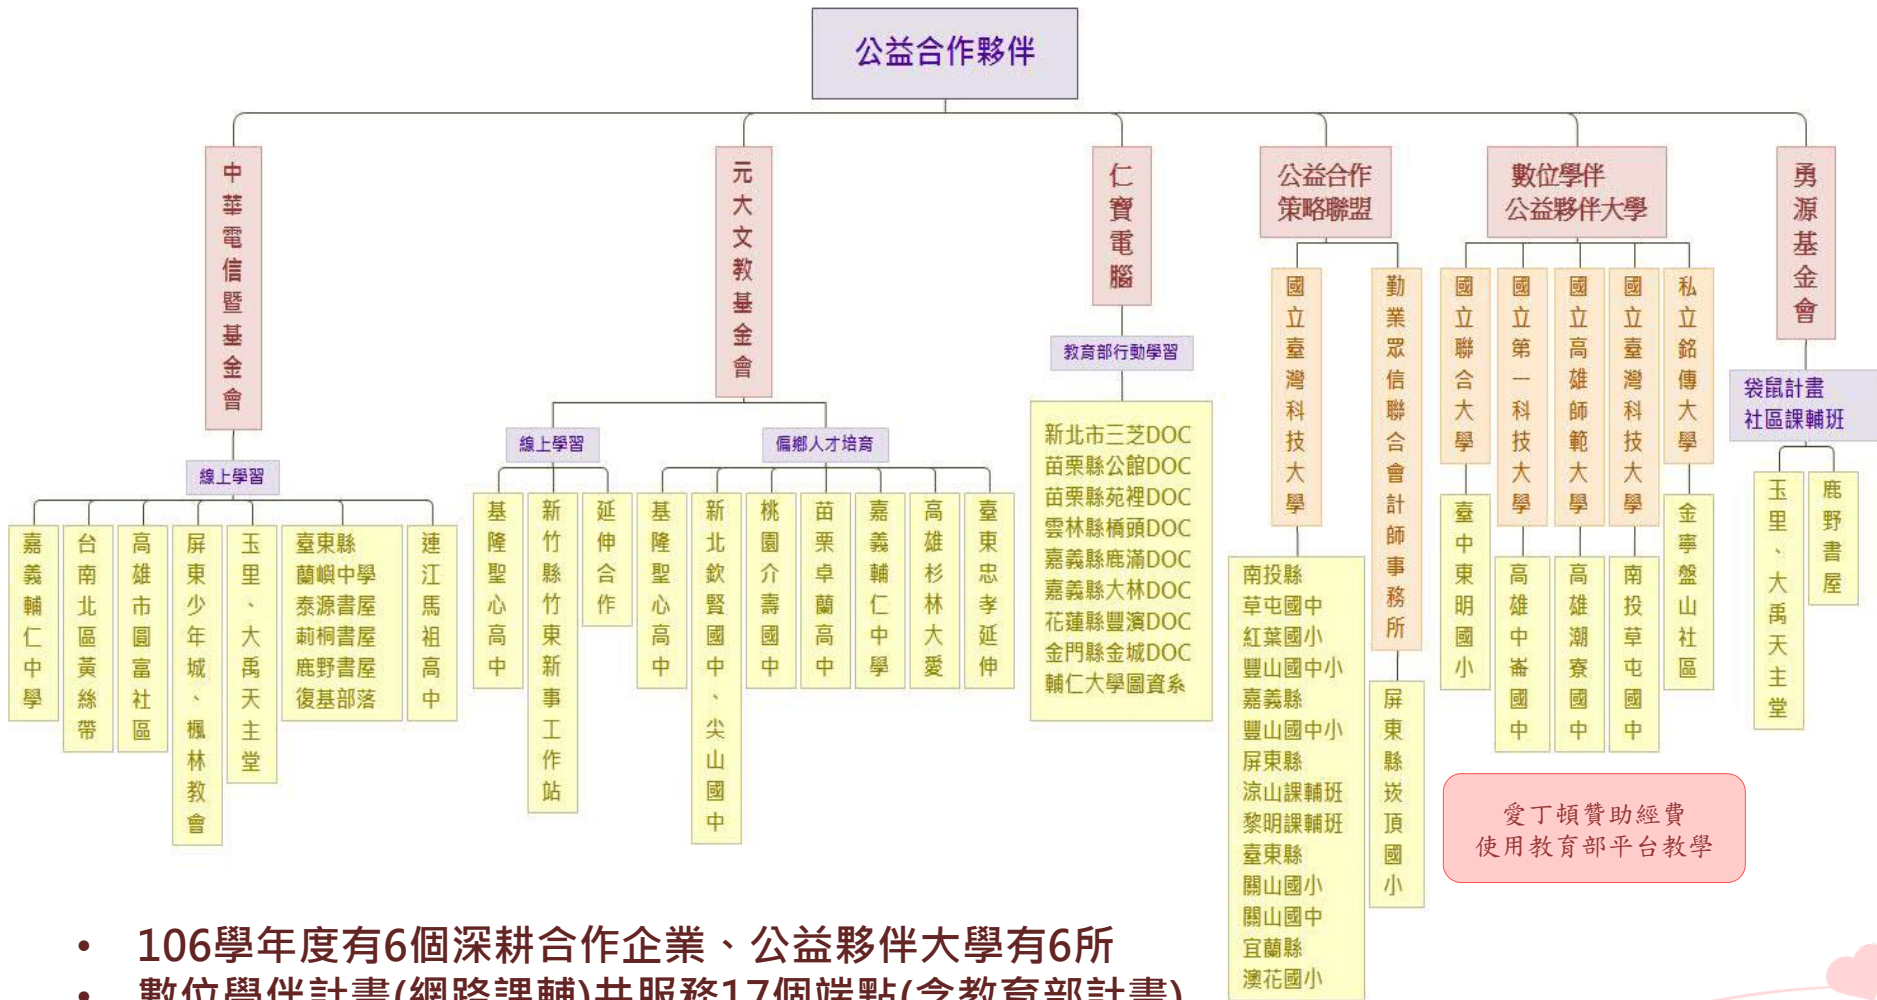 公益合作夥伴
中華電信暨基金會
線上學習
嘉義輔仁中學
台南北區黃絲帶
高雄市圓富社區
屏東少年城、楓林教會
玉里、大禹天主堂
臺東縣
蘭嶼中學
泰源書屋
莿桐書屋
鹿野書屋
復基部落
連江馬祖高中
元大文教基金會
線上學習
基隆聖心高中
新竹縣竹東新事工作站
延伸合作
偏鄉人才培育
基隆聖心高中
新北欽賢國中、尖山國中
桃園介壽國中
苗栗卓蘭高中
嘉義輔仁中學
高雄杉林大愛
臺東忠孝延伸
仁寶電腦
教育部行動學習
新北市三芝DOC
苗栗縣公館DOC
苗栗縣苑裡DOC
雲林縣橋頭DOC
嘉義縣鹿滿DOC
嘉義縣大林DOC
花蓮縣豐濱DOC
金門縣金城DOC
輔仁大學圖資系
公益合作
策略聯盟
國立臺灣科技大學
南投縣
草屯國中
紅葉國小
豐山國中小
嘉義縣
豐山國中小
屏東縣
涼山課輔班
黎明課輔班
臺東縣
關山國小
關山國中
宜蘭縣
澳花國小
勤業眾信聯合會計師事務所
屏東縣崁頂國小
數位學伴
公益夥伴大學
國立聯合大學
臺中東明國小
國立第一科技大學
高雄中崙國中
國立高雄師範大學
高雄潮寮國中
國立臺灣科技大學
南投草屯國中
私立銘傳大學
金寧盤山社區
勇源基金會
袋鼠計畫
社區課輔班
玉里、大禹天主堂
鹿野書屋
愛丁頓贊助經費
使用教育部平台教學
• 106學年度有6個深耕合作企業、公益夥伴大學有6所
• 數位學伴計畫(網路課輔)共服務17個端點(含教育部計畫)